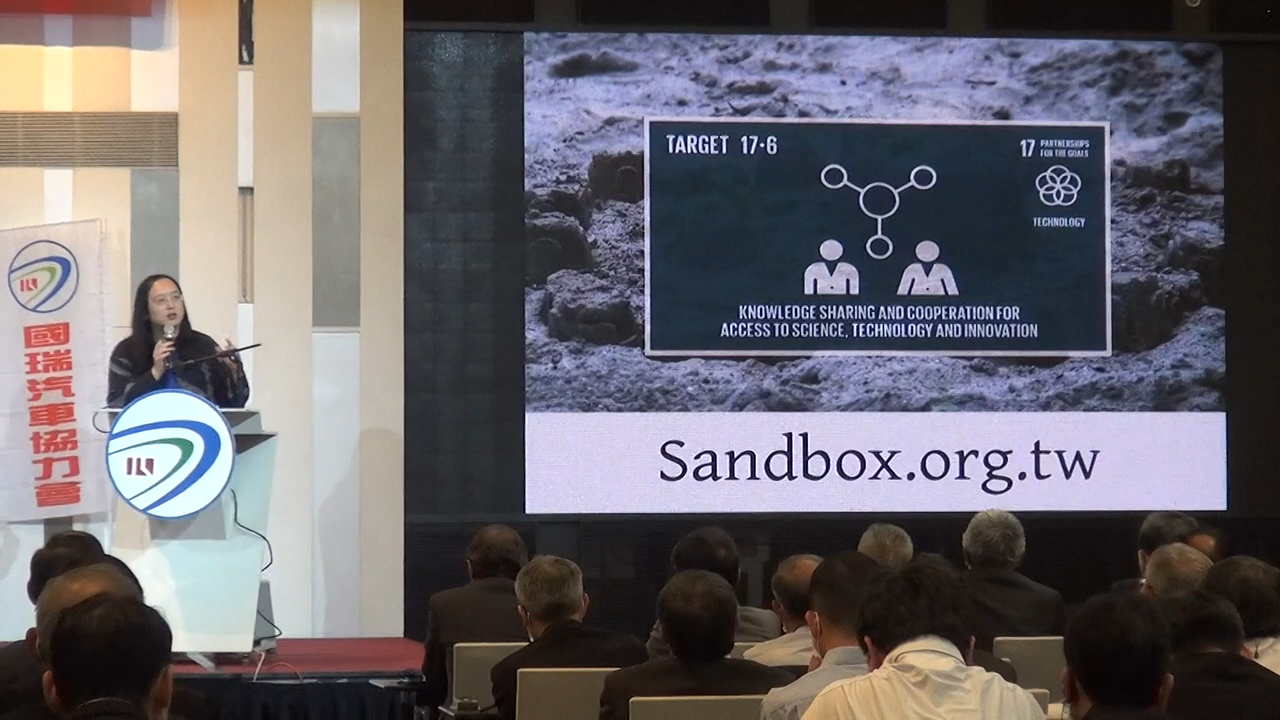 TARGET 17·6
17 PARTNERSHIPS
FOR THE GOALS
TECHNOLOGY
KNOWLEDGE SHARING AND COOPERATION FOR
ACCESS TO SCIENCE, TECHNOLOGY AND INNOVATION
Sandbox.org.tw
國瑞汽車協力會